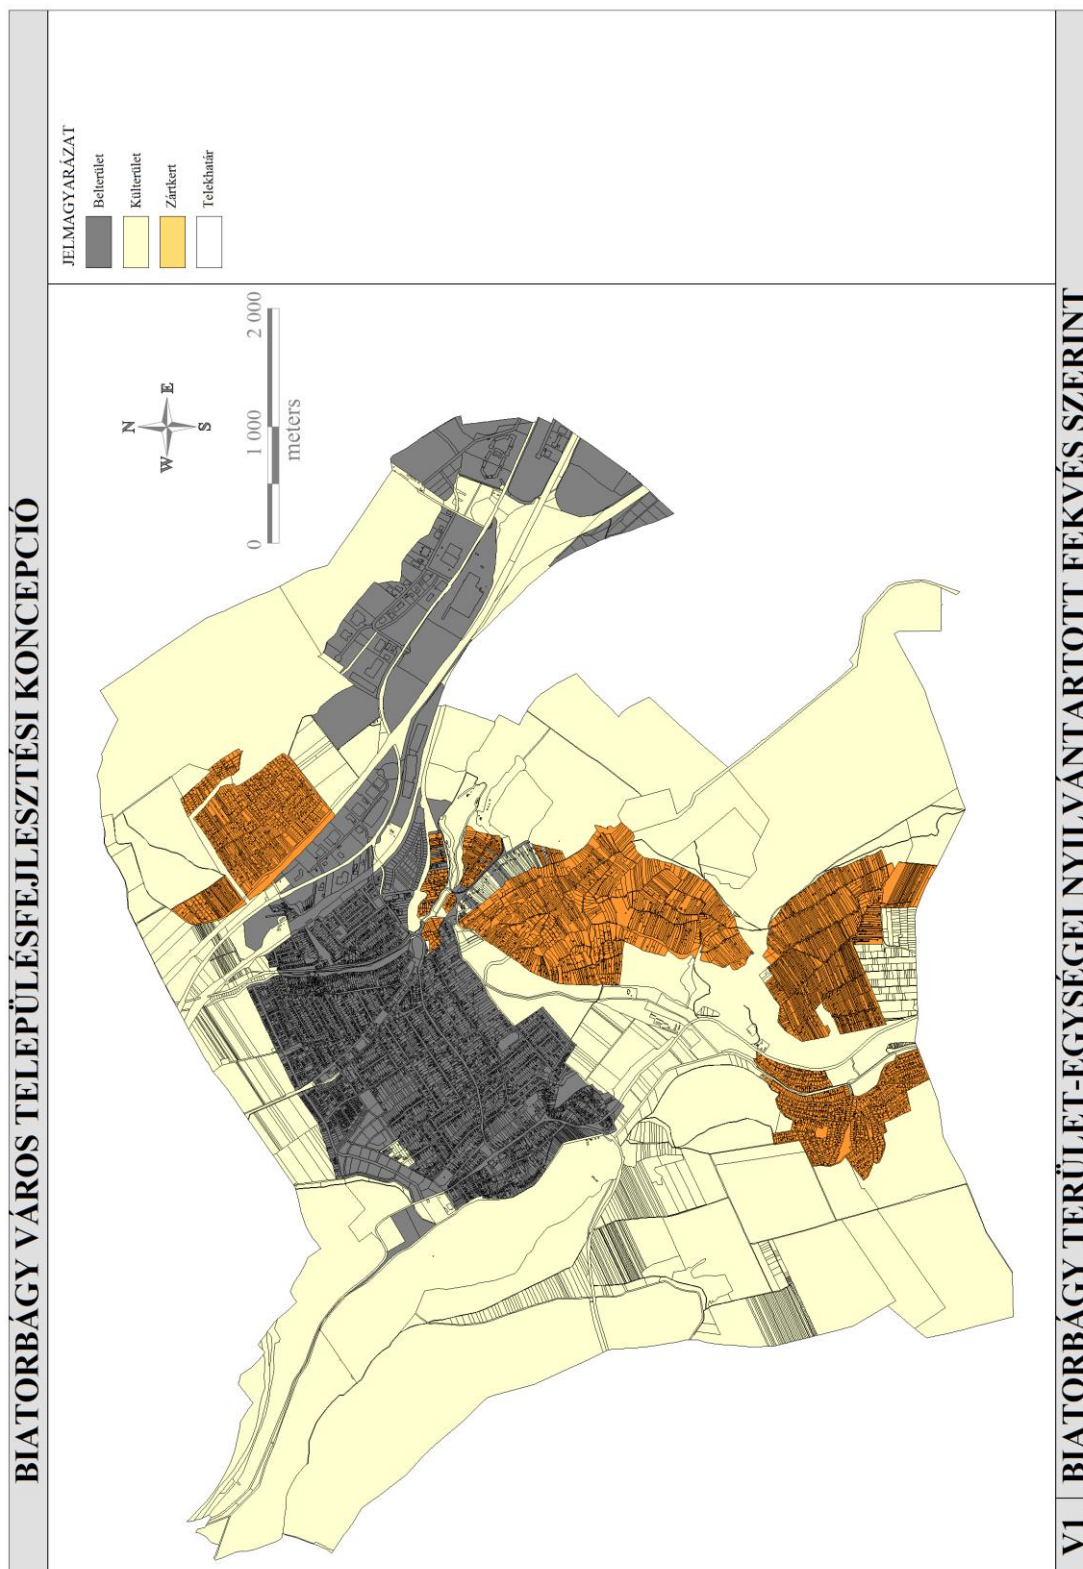 BIATORBÁGY VÁROS TELEPÜLÉSFEJLESZTÉSI KONCEPCIÓ
JELMAGYARÁZAT
Belterület
Külterület
Zártkert
Telekhatár
N
W
E
S
0 1 000 2 000
meters
V1 BIATORBÁGY TERÜLET-EGYSÉGEI NYILVÁNTARTOTT FEKVÉS SZERINT